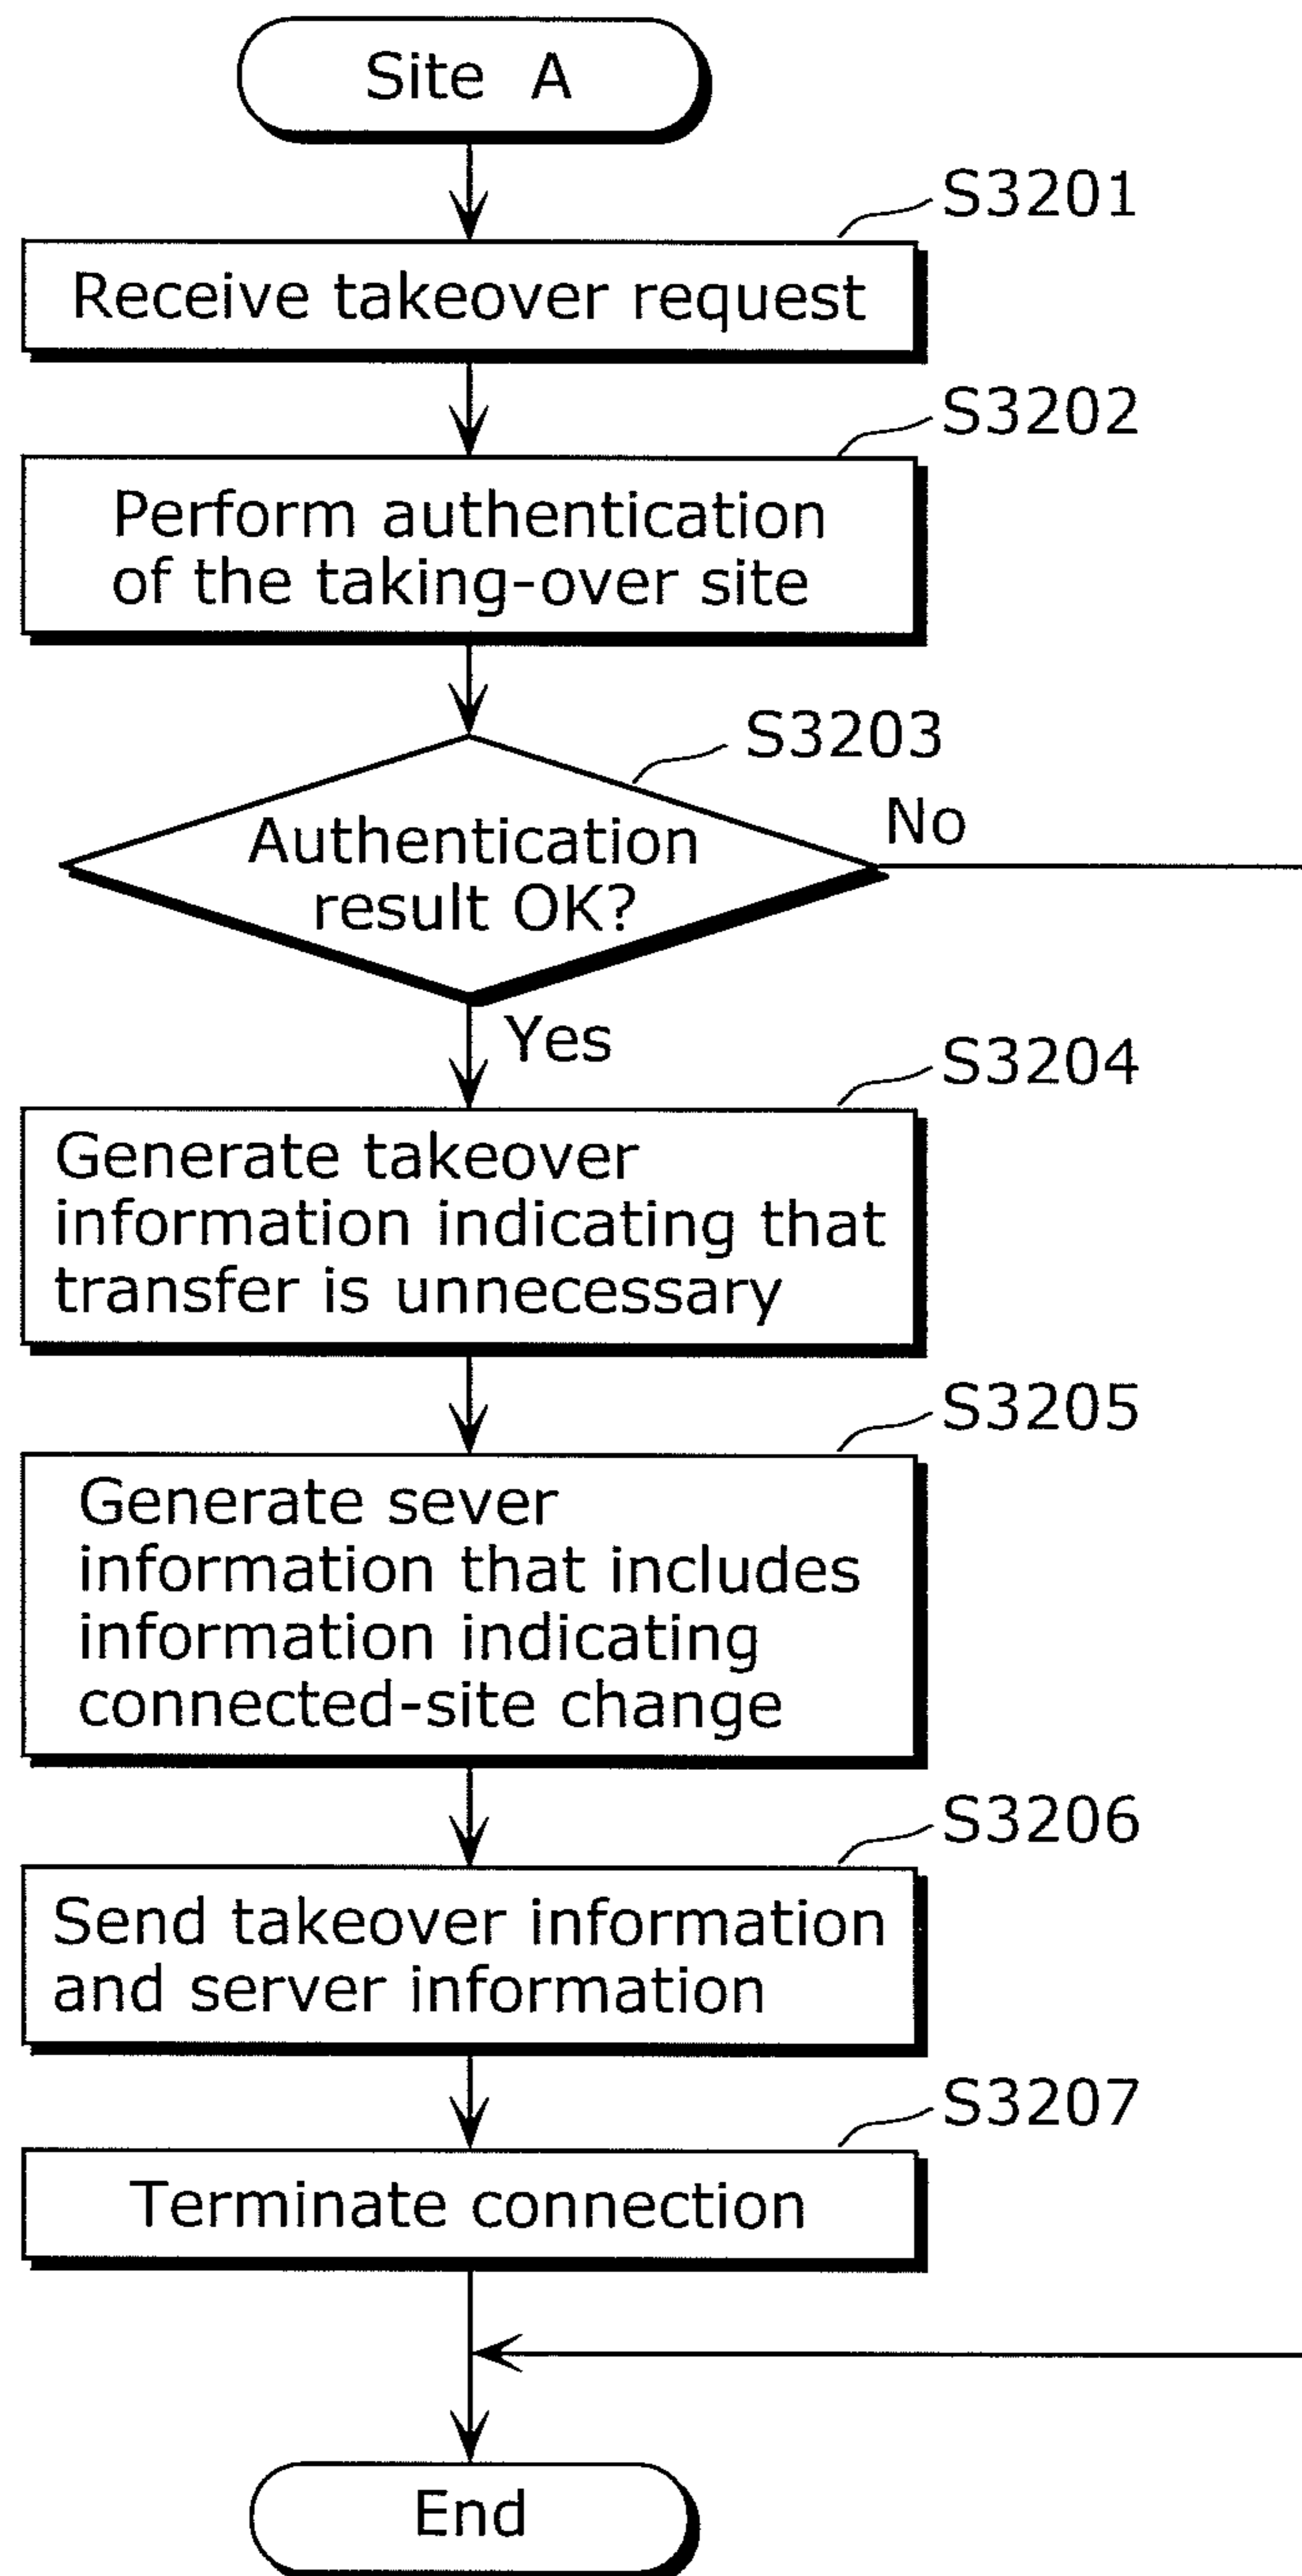 Site A
S3201
Receive takeover request
S3202
Perform authentication
of the taking-over site
S3203
Authentication
result OK?
No
Yes
S3204
Generate takeover
information indicating that
transfer is unnecessary
S3205
Generate sever
information that includes
information indicating
connected-site change
S3206
Send takeover information
and server information
S3207
Terminate connection
End